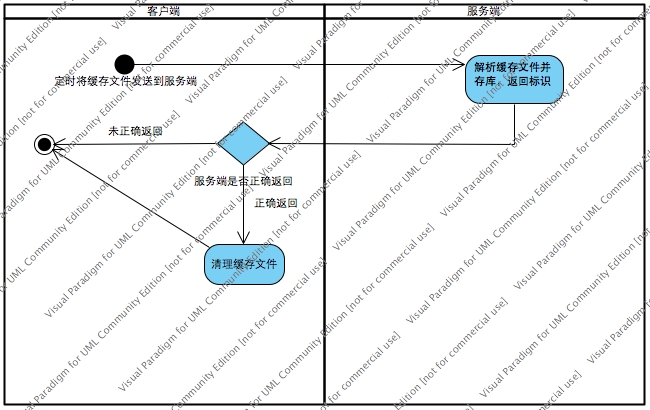 客户端
服务端
定时将缓存文件发送到服务端
解析缓存文件并
存库，返回标识
未正确返回
服务端是否正确返回
正确返回
清理缓存文件
Visual Paradigm for UML Community Edition [not for commercial use]